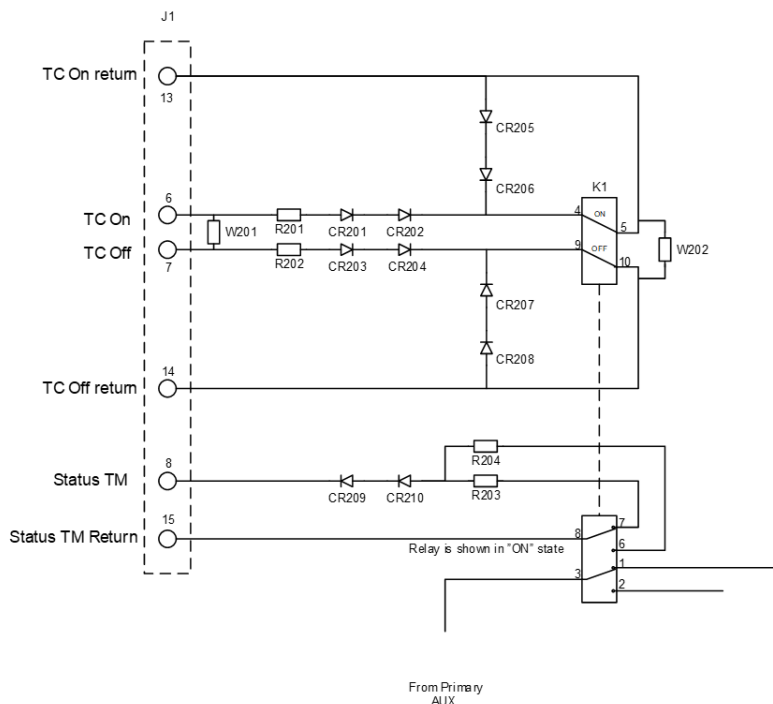 J1
TC On return
13
CR205
CR206
K1
6
4
ON
5
TC On
W201
R201
CR201
CR202
TC Off
7
R202
CR203
CR204
9
OFF
10
W202
CR207
CR208
14
TC Off return
R204
8
Status TM
CR209
CR210
R203
15
Status TM Return
Relay is shown in "ON" state
8
7
6
3
1
2
From Primary
AUX